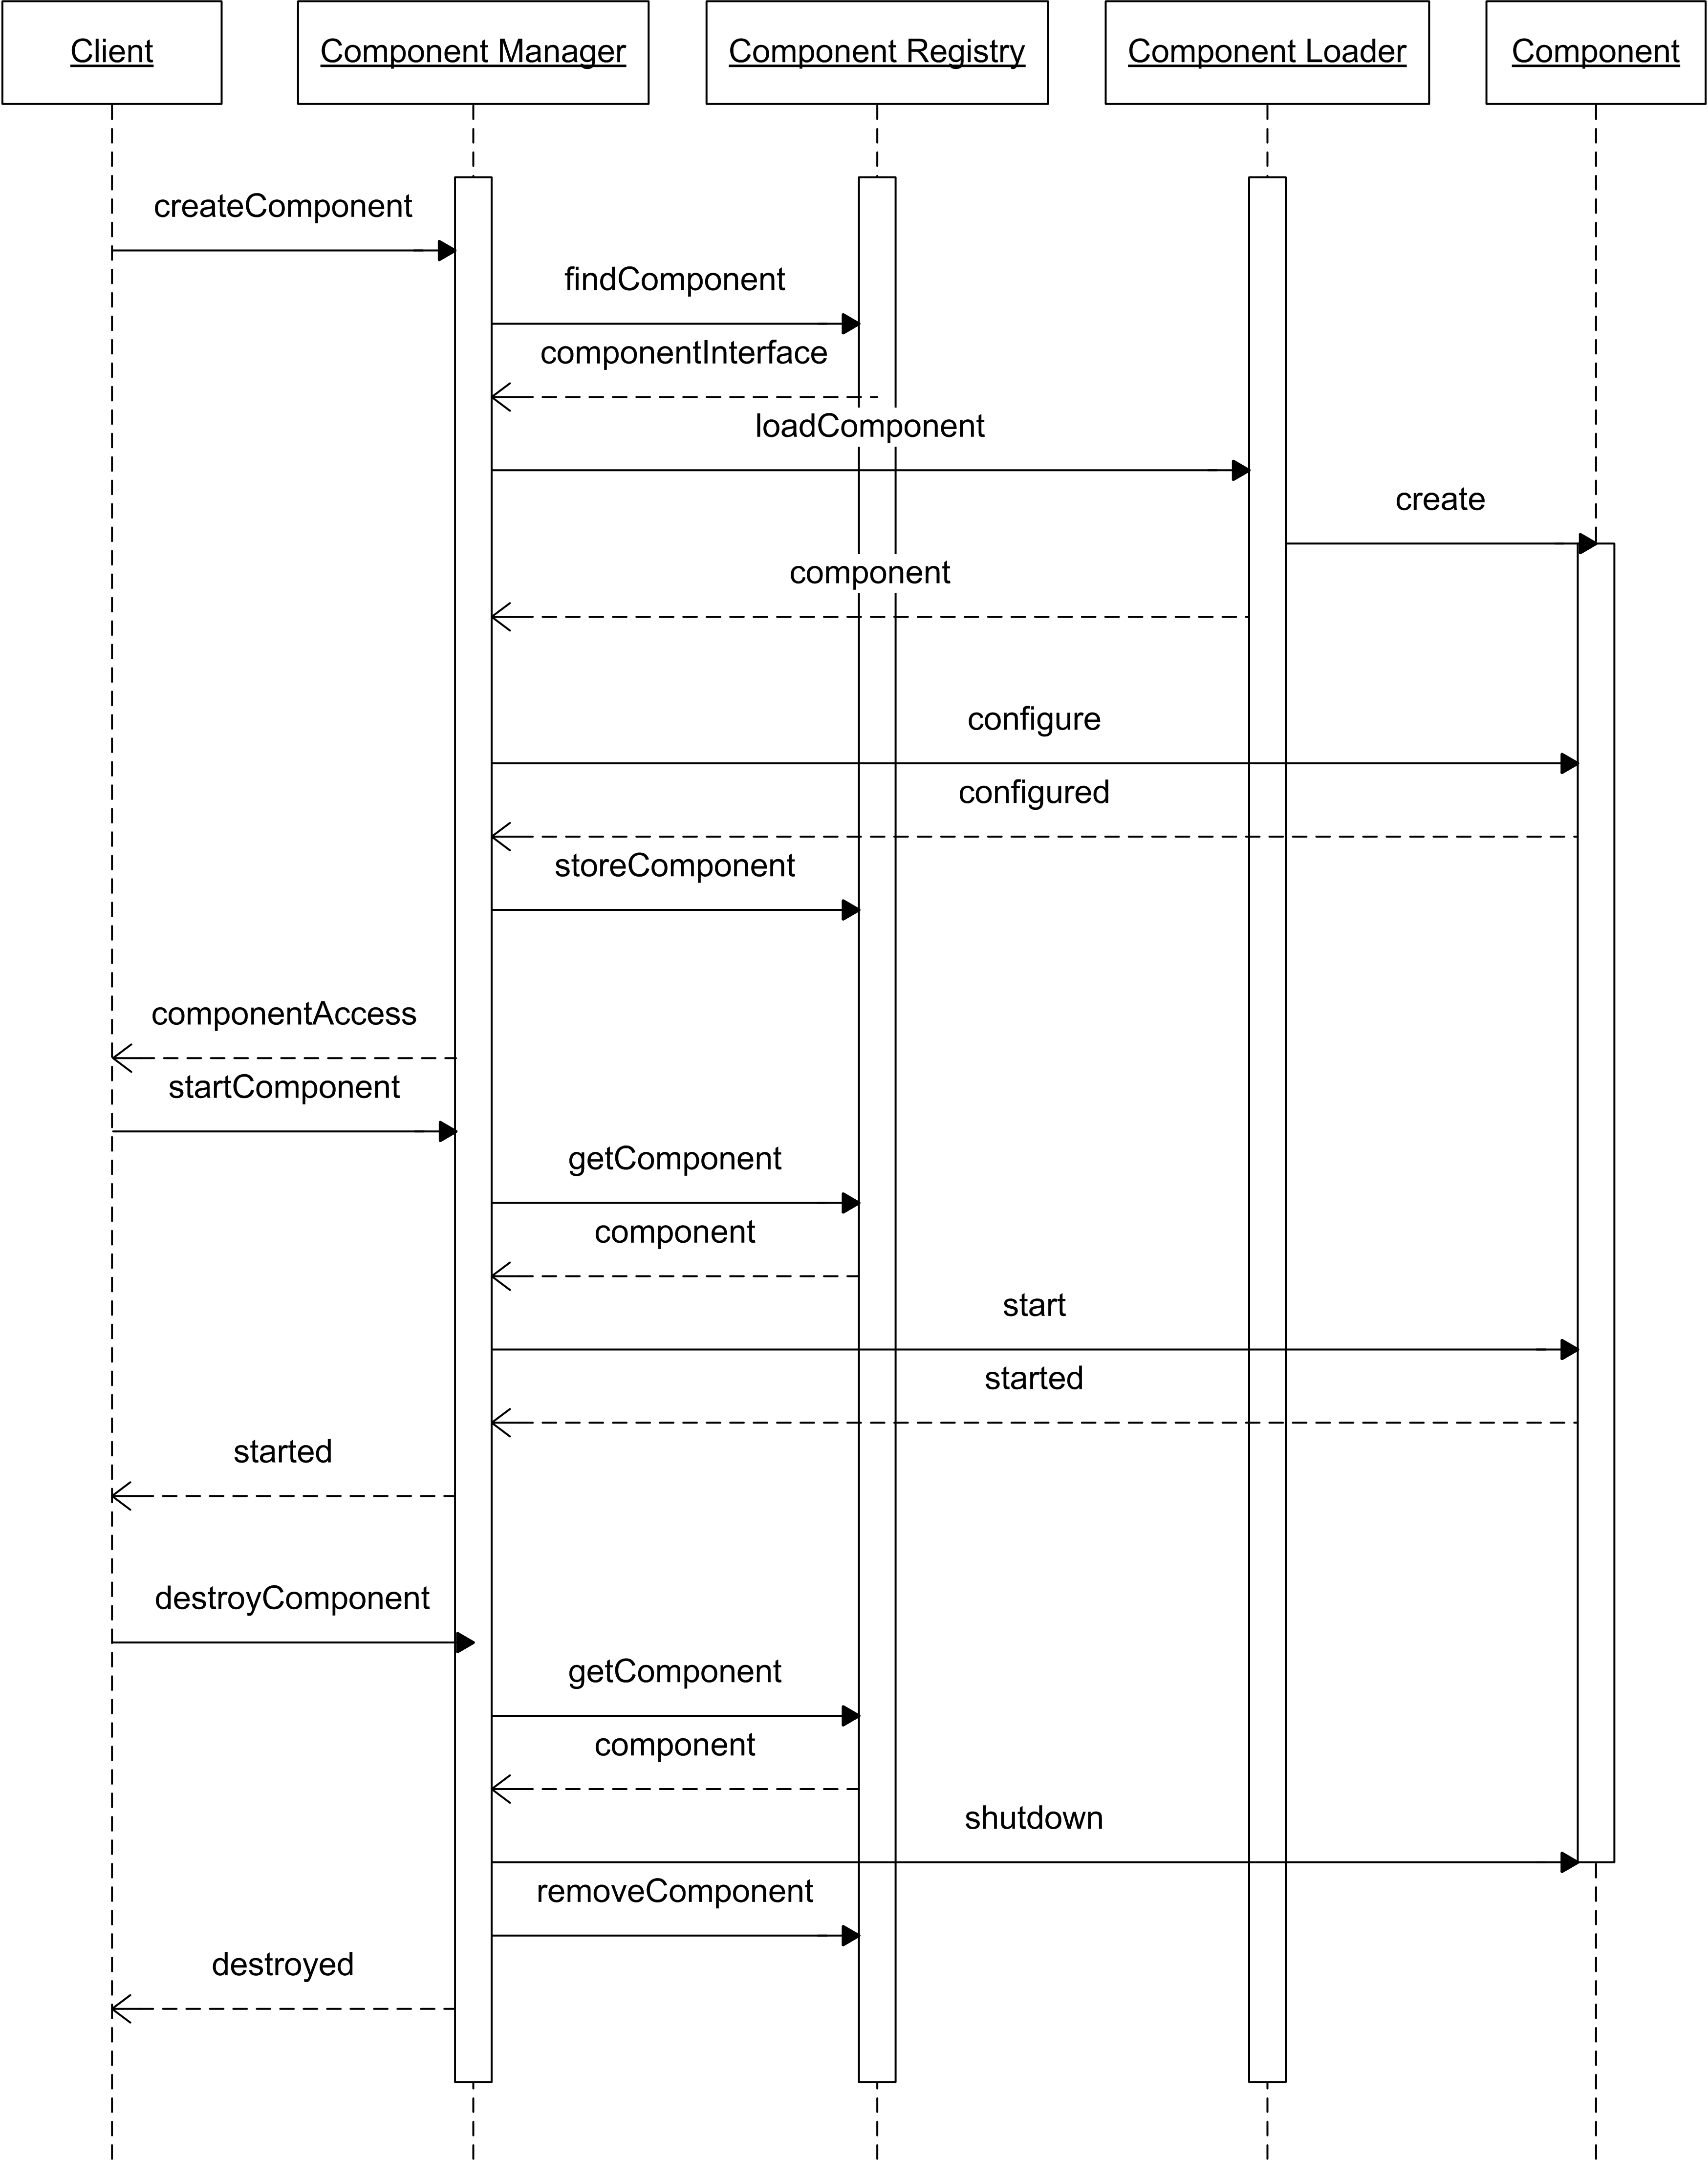 Client
Component Manager
Component Registry
Component Loader
Component
createComponent
findComponent
componentInterface
loadComponent
create
component
configure
configured
storeComponent
componentAccess
startComponent
getComponent
component
start
started
started
destroyComponent
getComponent
component
shutdown
removeComponent
destroyed